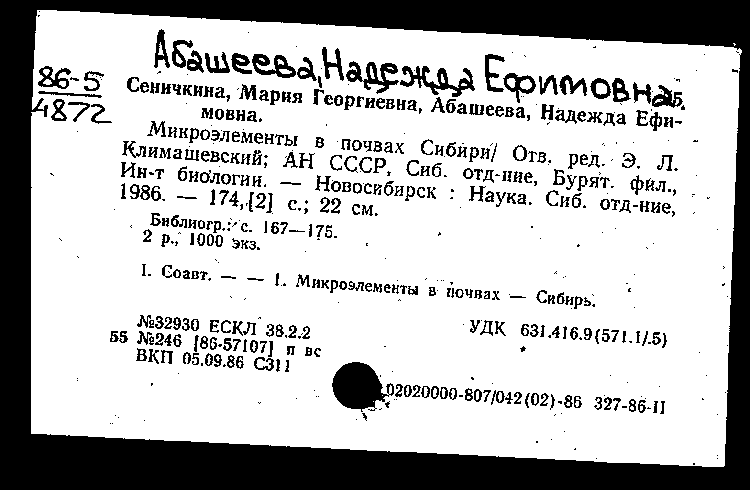 Абашеева, Надежда Ефимовна
86-5
4872
Сеничкина, Мария Георгиевна, Абашеева, Надежда Ефи-
мовна.
Микроэлементы в почвах Сибири/ Отв. ред. Э. Л.
Климашевский; АН СССР, Сиб. отд-ние, Бурят. фил.,
Ин-т биологии. — Новосибирск : Наука. Сиб. отд-ние,
1986. — 174,[2] с.; 22 см.
Библиогр.: с. 167—175.
2 р., 1000 экз.
I. Соавт. — — 1. Микроэлементы в почвах — Сибирь.
№32930 ЕСКЛ 38.2.2
УДК 631.416.9(571.1/.5)
55 №246 [86-57107] п вс
ВКП 05.09.86 С311
02020000-807/042(02)-86 327-86-II